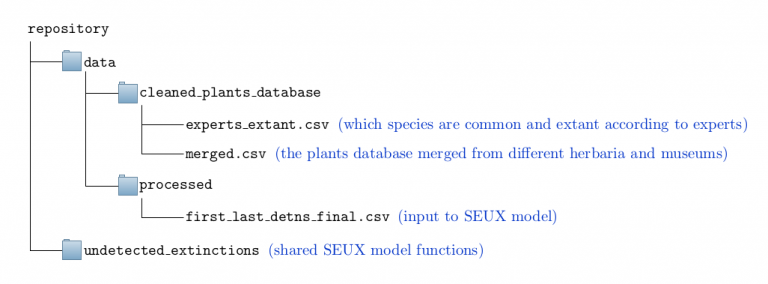 repository
data
cleaned_plants_database
experts_extant.csv (which species are common and extant according to experts)
merged.csv (the plants database merged from different herbaria and museums)
processed
first_last_detns_final.csv (input to SEUX model)
undetected_extinctions (shared SEUX model functions)